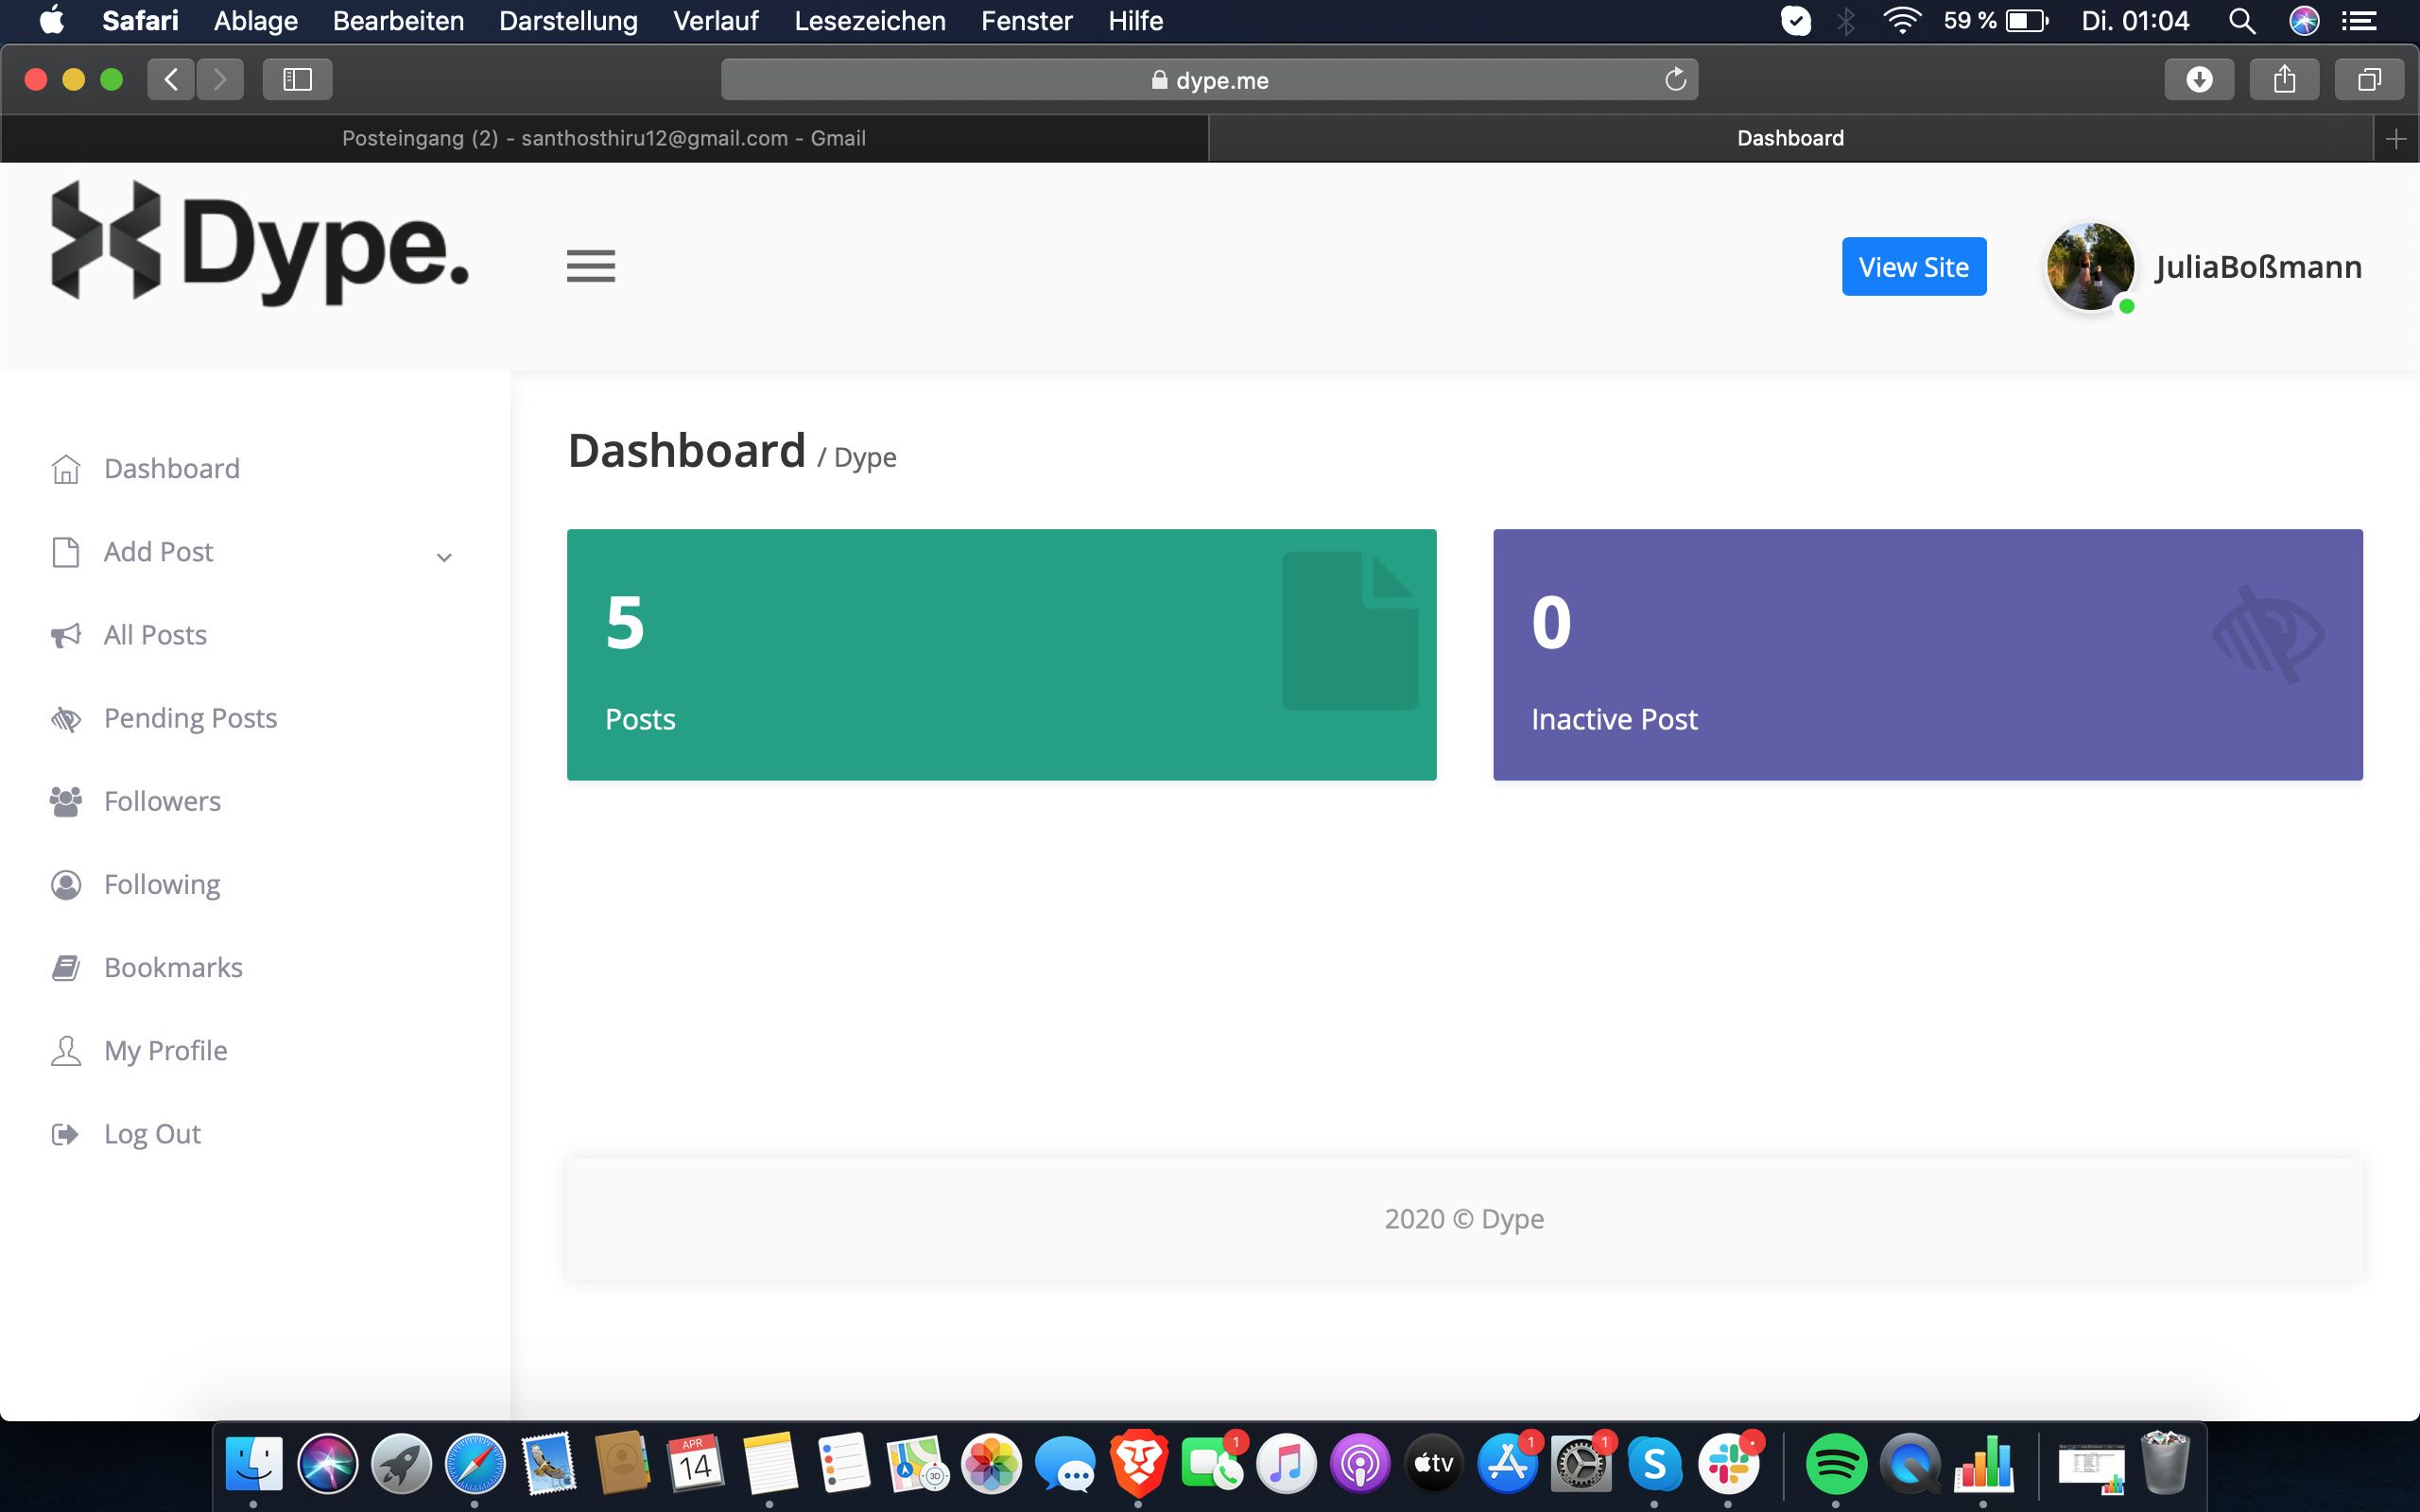 Safari Ablage Bearbeiten Darstellung Verlauf Lesezeichen Fenster Hilfe 59 % Di. 01:04
dype.me
Posteingang (2) - santhosthiru12@gmail.com - Gmail Dashboard
Dype. View Site JuliaBoßmann
Dashboard / Dype
Dashboard
Add Post
All Posts
Pending Posts
Followers
Following
Bookmarks
My Profile
Log Out
5
Posts
0
Inactive Post
2020 © Dype
APR
14
3D
1
tv
1
1
S